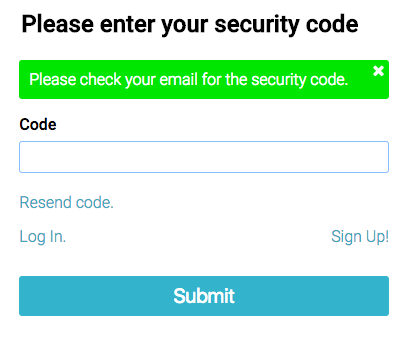 Please enter your security code
Please check your email for the security code.
Code
Resend code.
Log In.
Sign Up!
Submit